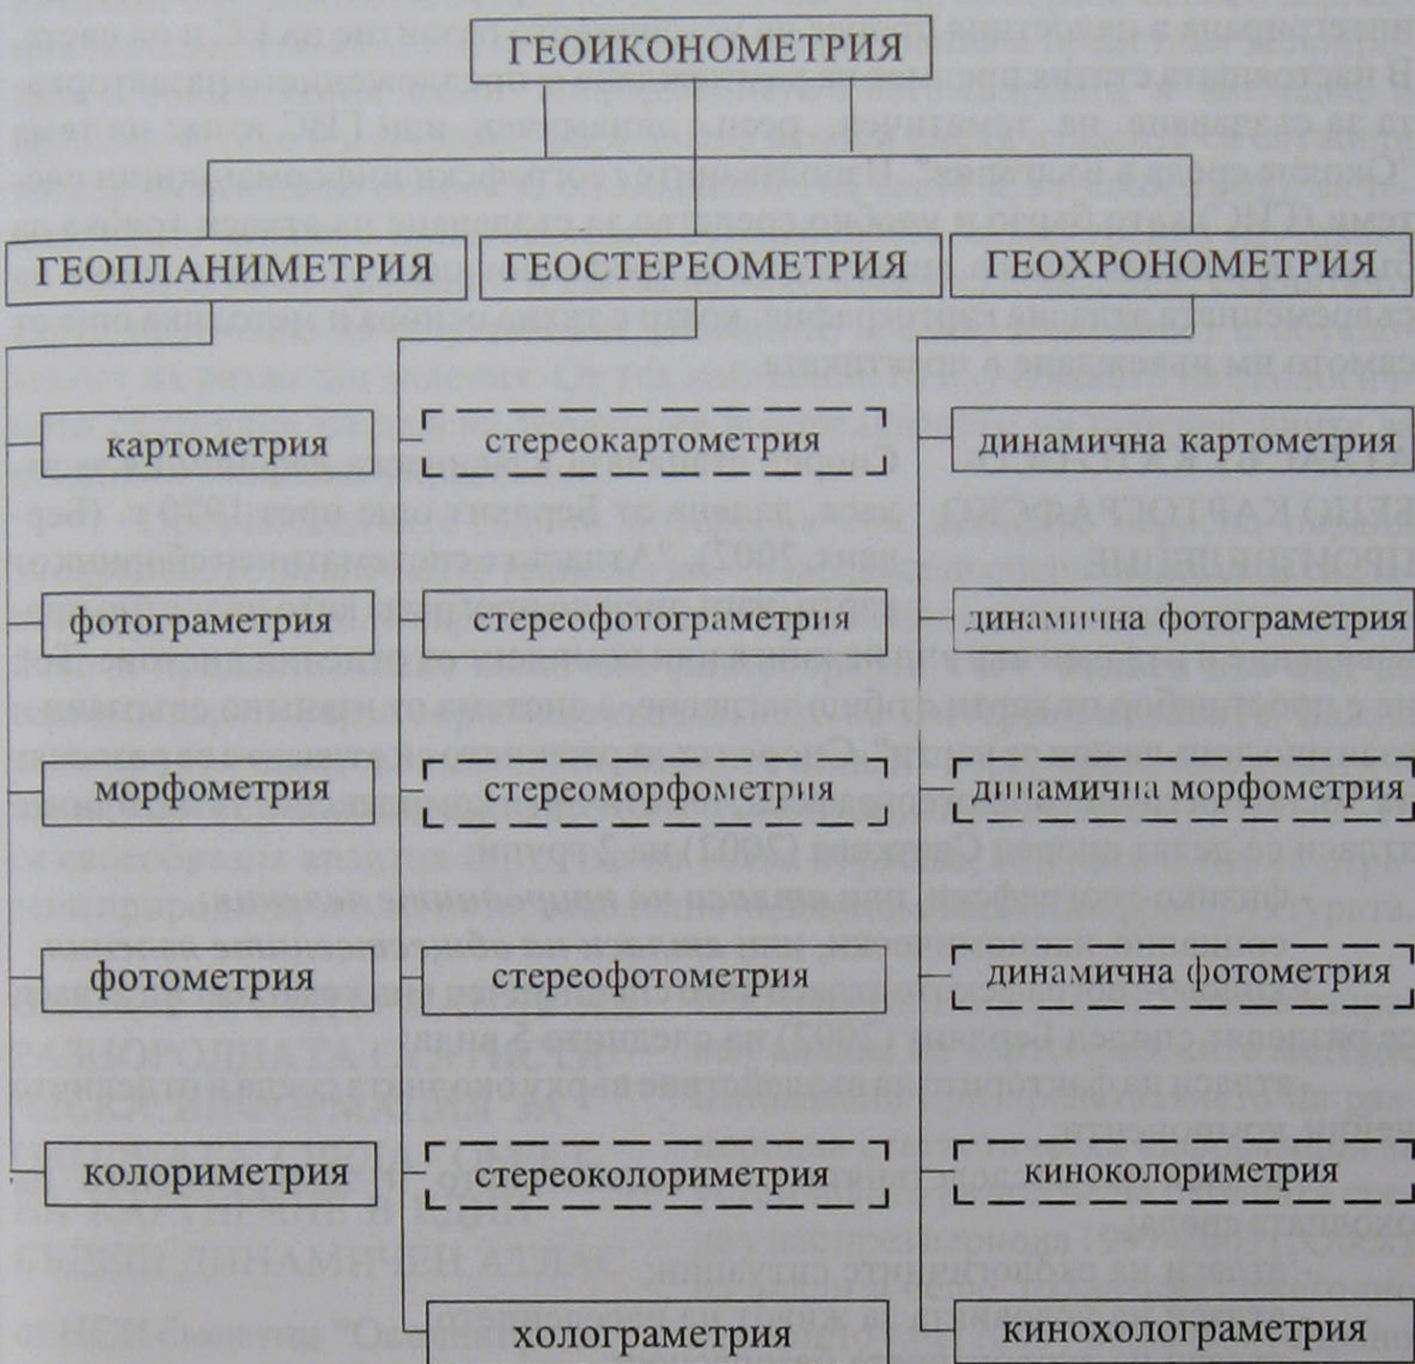 ГЕОИКОНОМЕТРИЯ
ГЕОПЛАНИМЕТРИЯ ГЕОСТЕРЕОМЕТРИЯ ГЕОХРОНОМЕТРИЯ
картометрия стереокартометрия динамична картометрия
фотограметрия стереофотограметрия динамична фотограметрия
морфометрия стереоморфометрия динамична морфометрия
фотометрия стереофотометрия динамична фотометрия
колориметрия стереоколориметрия киноколориметрия
холограметрия кинохолограметрия